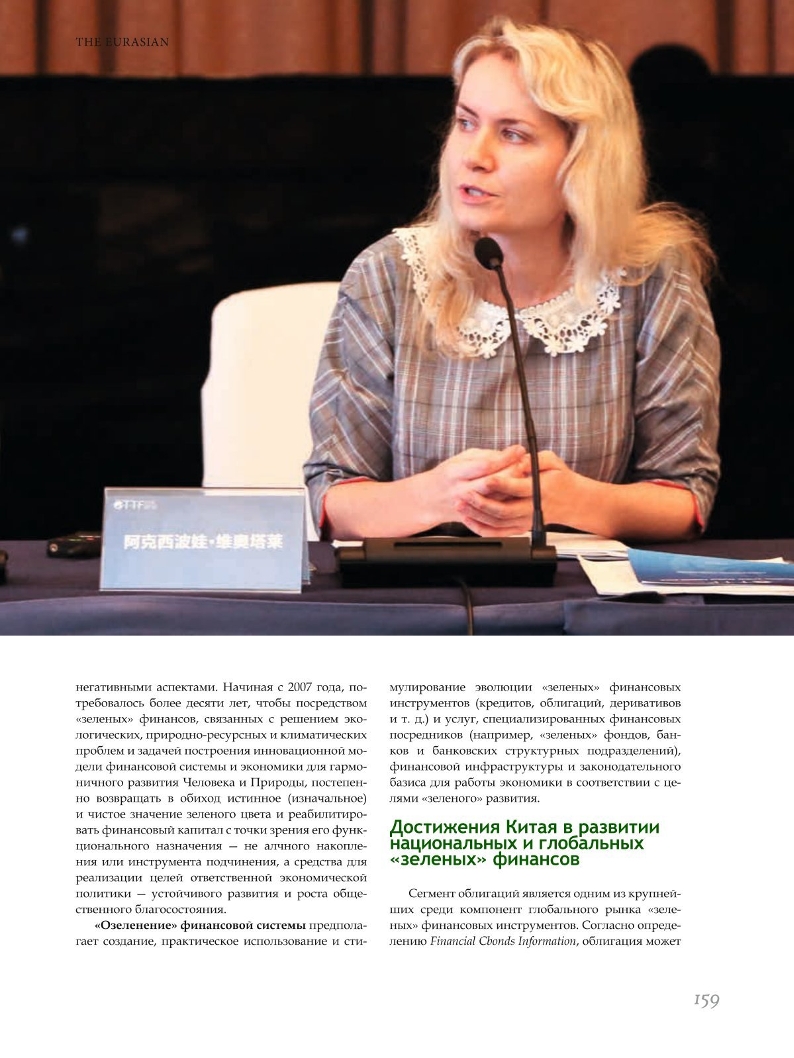 THE EURASIAN
TTF
阿克西波娃·维奥塔莱
негативными аспектами. Начиная с 2007 года, по-
требовалось более десяти лет, чтобы посредством
«зеленых» финансов, связанных с решением эко-
логических, природно-ресурсных и климатических
проблем и задачей построения инновационной мо-
дели финансовой системы и экономики для гармо-
ничного развития Человека и Природы, постепен-
но возвращать в обиход истинное (изначальное)
и чистое значение зеленого цвета и реабилитиро-
вать финансовый капитал с точки зрения его функ-
ционального назначения — не алчного накопле-
ния или инструмента подчинения, а средства для
реализации целей ответственной экономической
политики — устойчивого развития и роста обще-
ственного благосостояния.
«Озеленение» финансовой системы предпола-
гает создание, практическое использование и сти-
мулирование эволюции «зеленых» финансовых
инструментов (кредитов, облигаций, деривативов
и т. д.) и услуг, специализированных финансовых
посредников (например, «зеленых» фондов, бан-
ков и банковских структурных подразделений),
финансовой инфраструктуры и законодательного
базиса для работы экономики в соответствии с це-
лями «зеленого» развития.
Достижения Китая в развитии
национальных и глобальных
«зеленых» финансов
Сегмент облигаций является одним из крупней-
ших среди компонент глобального рынка «зеле-
ных» финансовых инструментов. Согласно опреде-
лению Financial Cbonds Information, облигация может
159